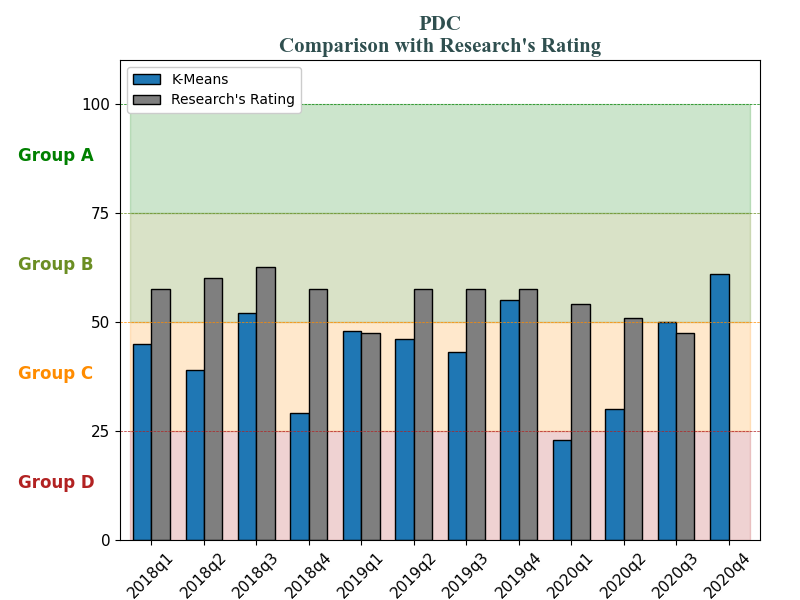 PDC
Comparison with Research's Rating
K-Means
Research's Rating
100
Group A
75
Group B
50
Group C
25
Group D
0
2018q1
2018q2
2018q3
2018q4
2019q1
2019q2
2019q3
2019q4
2020q1
2020q2
2020q3
2020q4